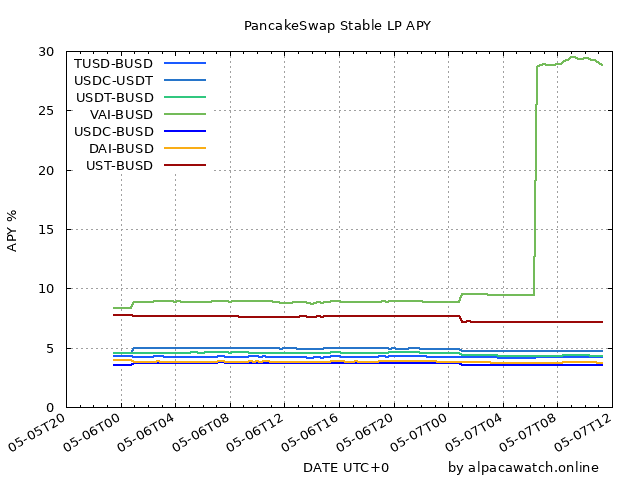 PancakeSwap Stable LP APY
30
25
20
15
10
5
0
APY %
TUSD-BUSD
USDC-USDT
USDT-BUSD
VAI-BUSD
USDC-BUSD
DAI-BUSD
UST-BUSD
05-05T20
05-06T00
05-06T04
05-06T08
05-06T12
05-06T16
05-06T20
05-07T00
05-07T04
05-07T08
05-07T12
DATE UTC+0
by alpacawatch.online